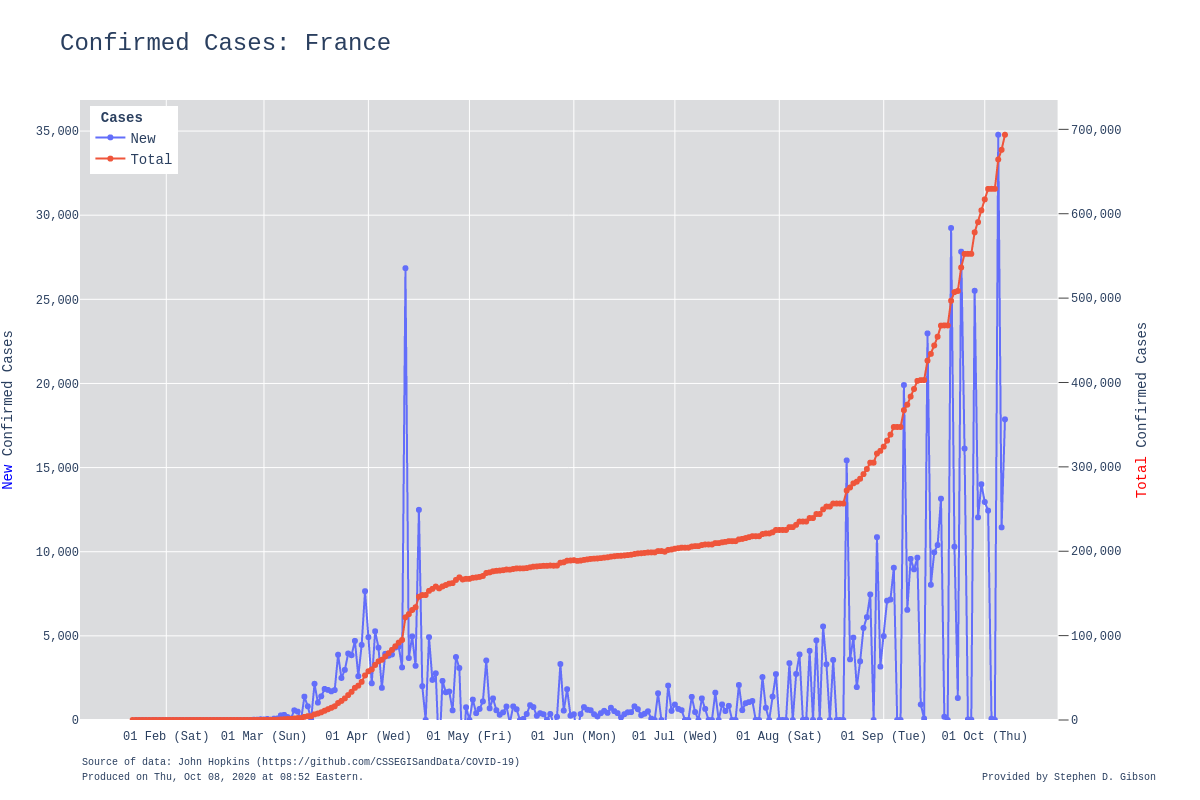 Confirmed Cases: France
Cases
New
Total
35,000
30,000
25,000
20,000
15,000
10,000
5,000
0
700,000
600,000
500,000
400,000
300,000
200,000
100,000
0
New Confirmed Cases
Total Confirmed Cases
01 Feb (Sat)
01 Mar (Sun)
01 Apr (Wed)
01 May (Fri)
01 Jun (Mon)
01 Jul (Wed)
01 Aug (Sat)
01 Sep (Tue)
01 Oct (Thu)
Source of data: John Hopkins (https://github.com/CSSEGISandData/COVID-19)
Produced on Thu, Oct 08, 2020 at 08:52 Eastern.
Provided by Stephen D. Gibson